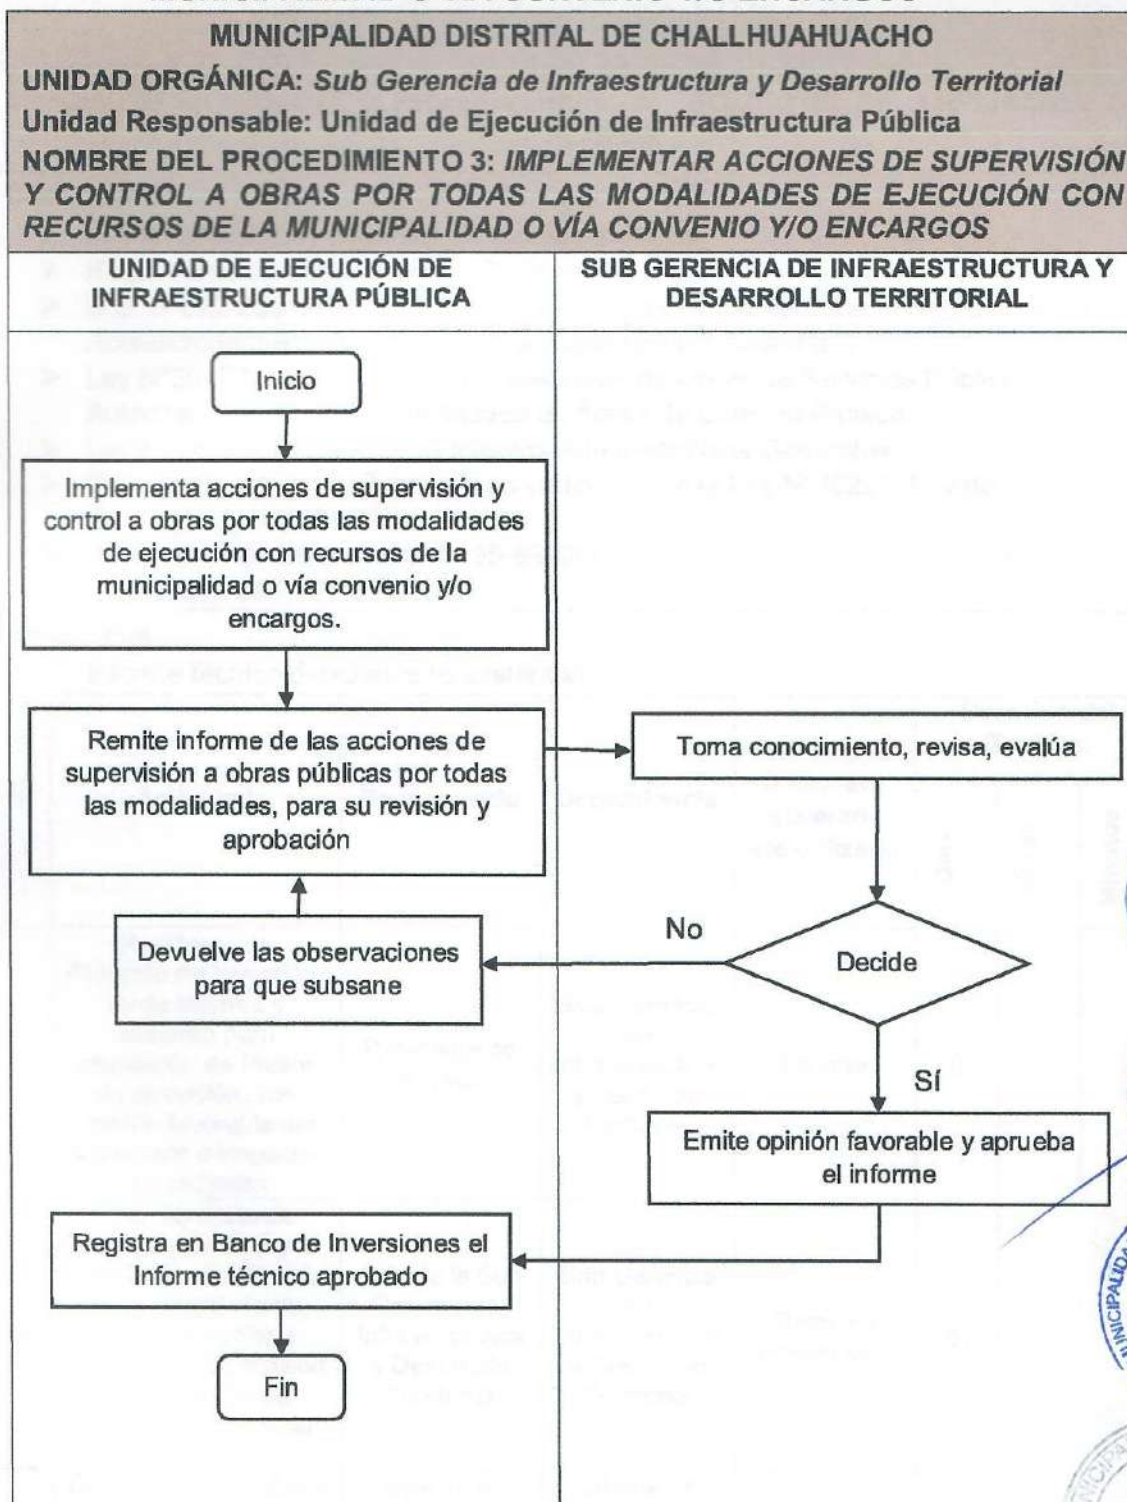 MUNICIPALIDAD DISTRITAL DE CHALLHUAHUACHO
UNIDAD ORGÁNICA: Sub Gerencia de Infraestructura y Desarrollo Territorial
Unidad Responsable: Unidad de Ejecución de Infraestructura Pública
NOMBRE DEL PROCEDIMIENTO 3: IMPLEMENTAR ACCIONES DE SUPERVISIÓN
Y CONTROL A OBRAS POR TODAS LAS MODALIDADES DE EJECUCIÓN CON
RECURSOS DE LA MUNICIPALIDAD O VÍA CONVENIO Y/O ENCARGOS
UNIDAD DE EJECUCIÓN DE
INFRAESTRUCTURA PÚBLICA
SUB GERENCIA DE INFRAESTRUCTURA Y
DESARROLLO TERRITORIAL
Inicio
Implementa acciones de supervisión y
control a obras por todas las modalidades
de ejecución con recursos de la
municipalidad o vía convenio y/o
encargos.
Remite informe de las acciones de
supervisión a obras públicas por todas
las modalidades, para su revisión y
aprobación
Toma conocimiento, revisa, evalúa
Decide
No
Devuelve las observaciones
para que subsane
Sí
Emite opinión favorable y aprueba
el informe
Registra en Banco de Inversiones el
Informe técnico aprobado
Fin